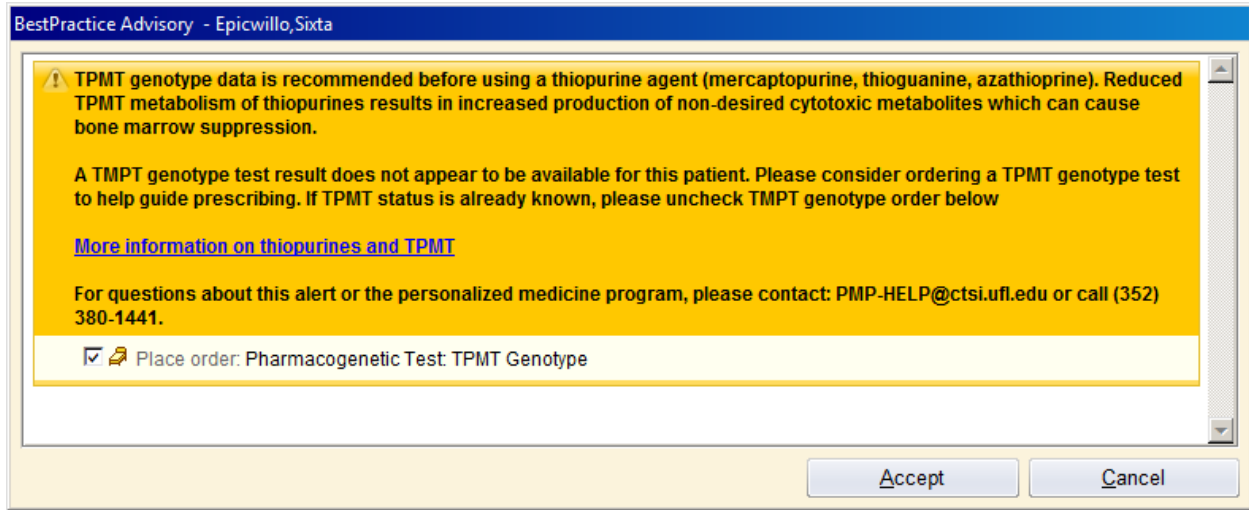 BestPractice Advisory - Epicwillo,Sixta
TPMT genotype data is recommended before using a thiopurine agent (mercaptopurine, thioguanine, azathioprine). Reduced
TPMT metabolism of thiopurines results in increased production of non-desired cytotoxic metabolites which can cause
bone marrow suppression.
A TMPT genotype test result does not appear to be available for this patient. Please consider ordering a TPMT genotype test
to help guide prescribing. If TPMT status is already known, please uncheck TMPT genotype order below
More information on thiopurines and TPMT
For questions about this alert or the personalized medicine program, please contact: PMP-HELP@ctsi.ufl.edu or call (352)
380-1441.
Place order: Pharmacogenetic Test: TPMT Genotype
Accept Cancel